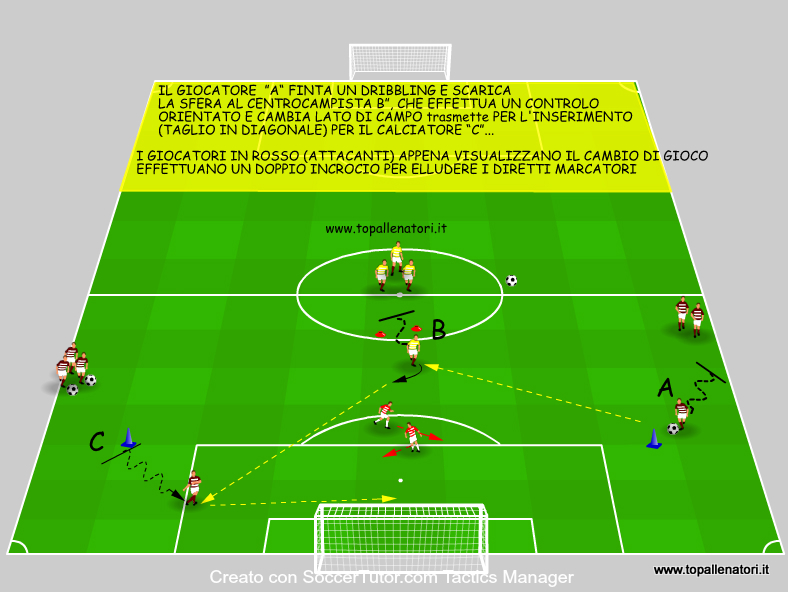 IL GIOCATORE "A" FINTA UN DRIBBLING E SCARICA
LA SFERA AL CENTROCAMPISTA B", CHE EFFETTUA UN CONTROLO
ORIENTATO E CAMBIA LATO DI CAMPO trasmette PER L'INSERIMENTO
(TAGLIO IN DIAGONALE) PER IL CALCIATORE "C"...
I GIOCATORI IN ROSSO (ATTACANTI) APPENA VISUALIZZANO IL CAMBIO DI GIOCO
EFFETTUANO UN DOPPIO INCROCIO PER ELLUDERE I DIRETTI MARCATORI
www.topallenatori.it
B
A
C
www.topallenatori.it
Creato con SoccerTutor.com Tactics Manager